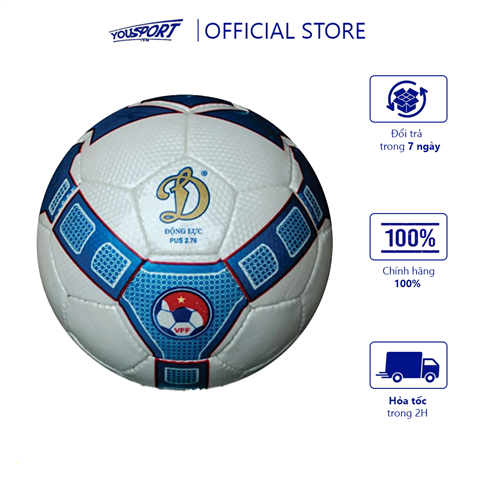 YOUSPORT
.VN
OFFICIAL STORE
Đổi trả
trong 7 ngày
Đ
®
ĐỘNG LỰC
PUS 2.76
100%
Chính hãng
100%
VFF
Hỏa tốc
trong 2H